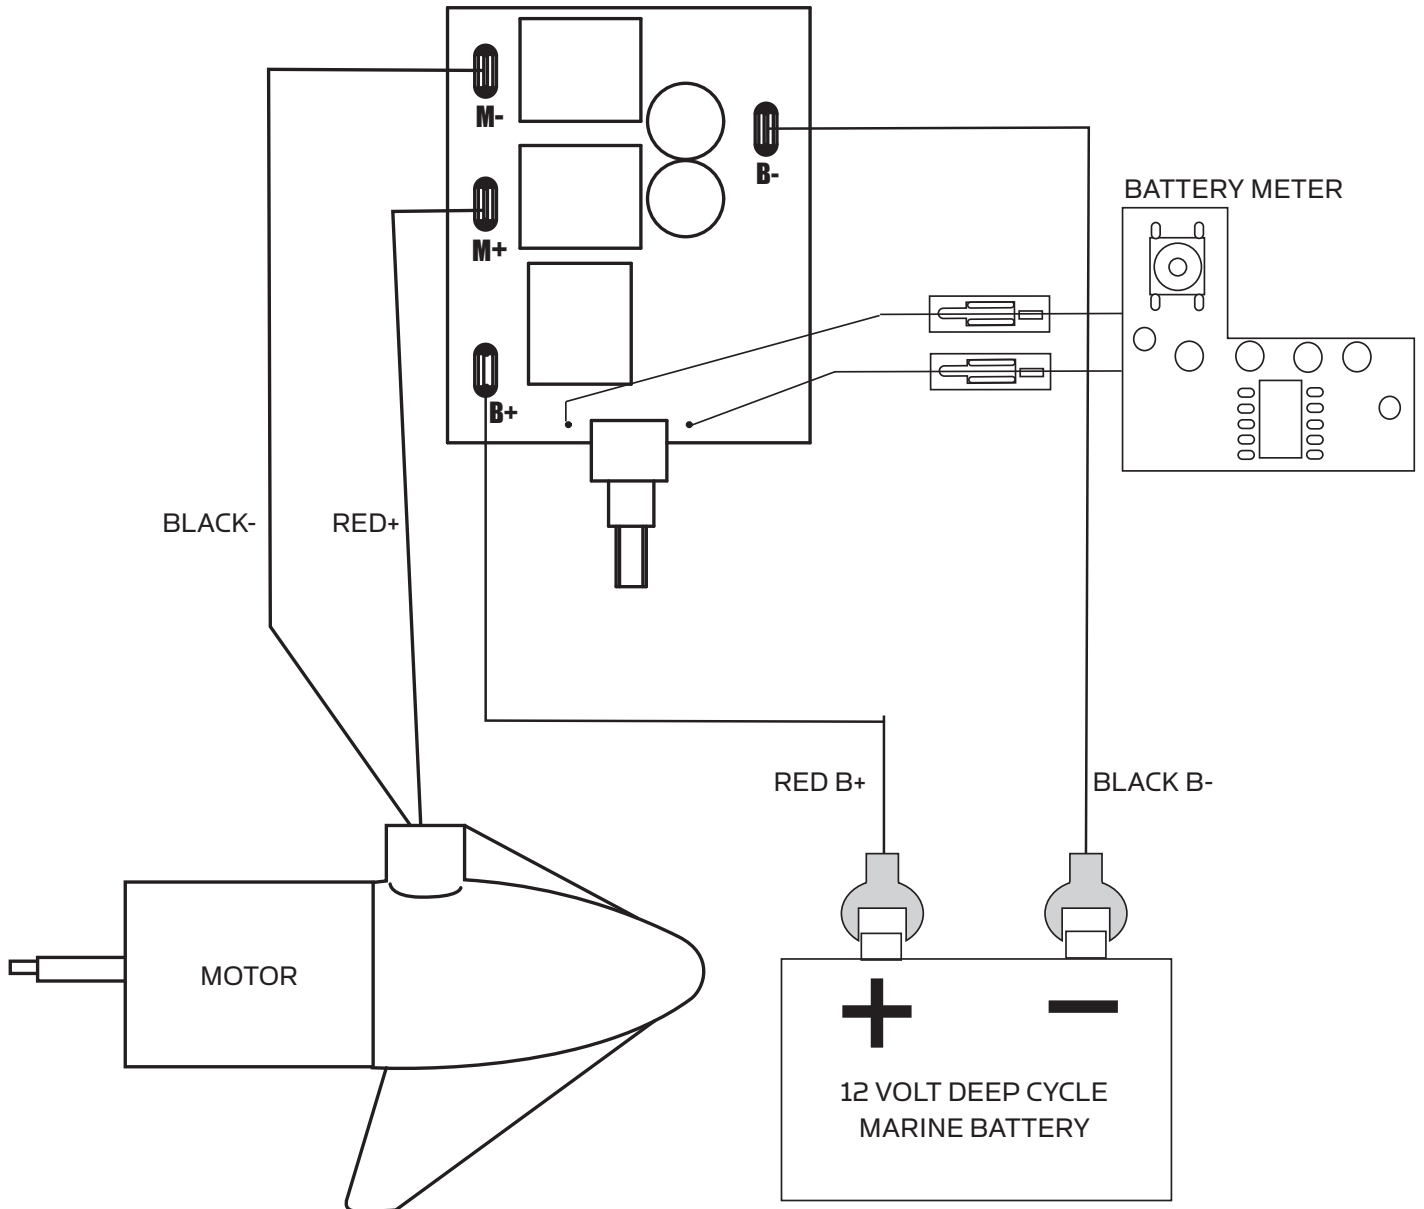 M-
B-
BATTERY METER
M+
B+
BLACK-
RED+
RED B+
BLACK B-
MOTOR
12 VOLT DEEP CYCLE
MARINE BATTERY